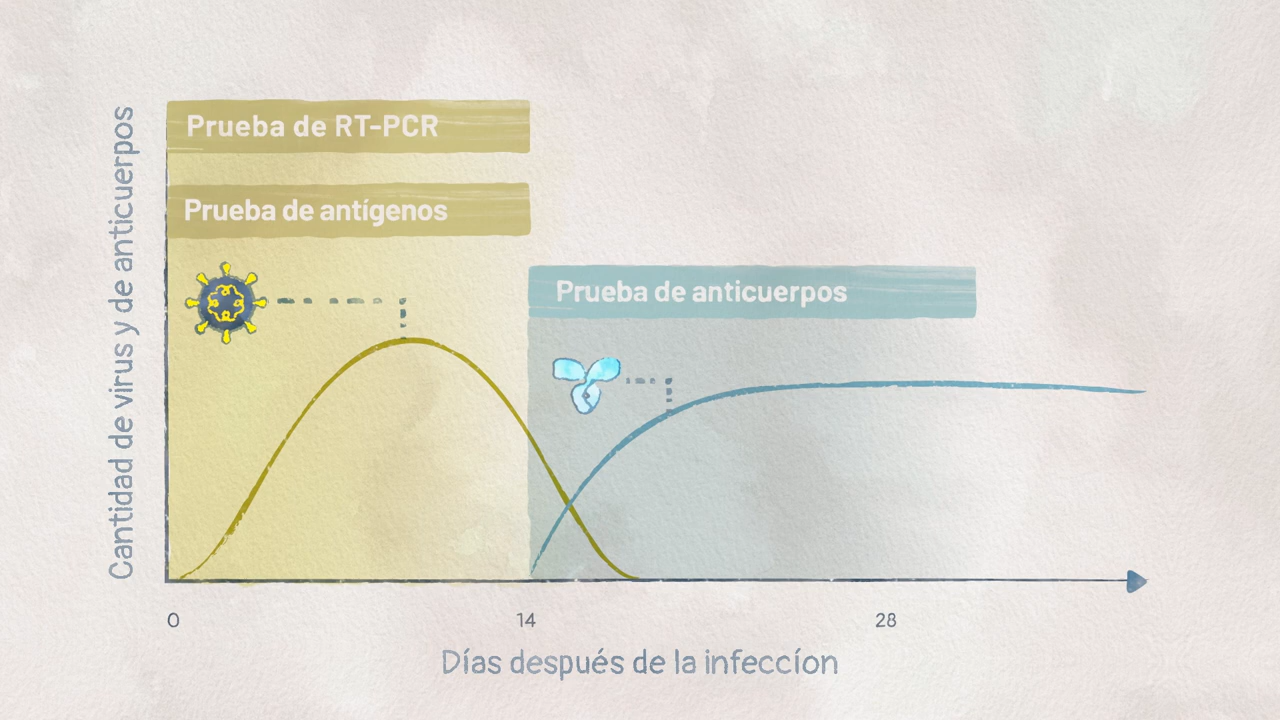 Prueba de RT-PCR
Prueba de antígenos
Prueba de anticuerpos
Cantidad de virus y de anticuerpos
0
14
28
Días después de la infeccíon